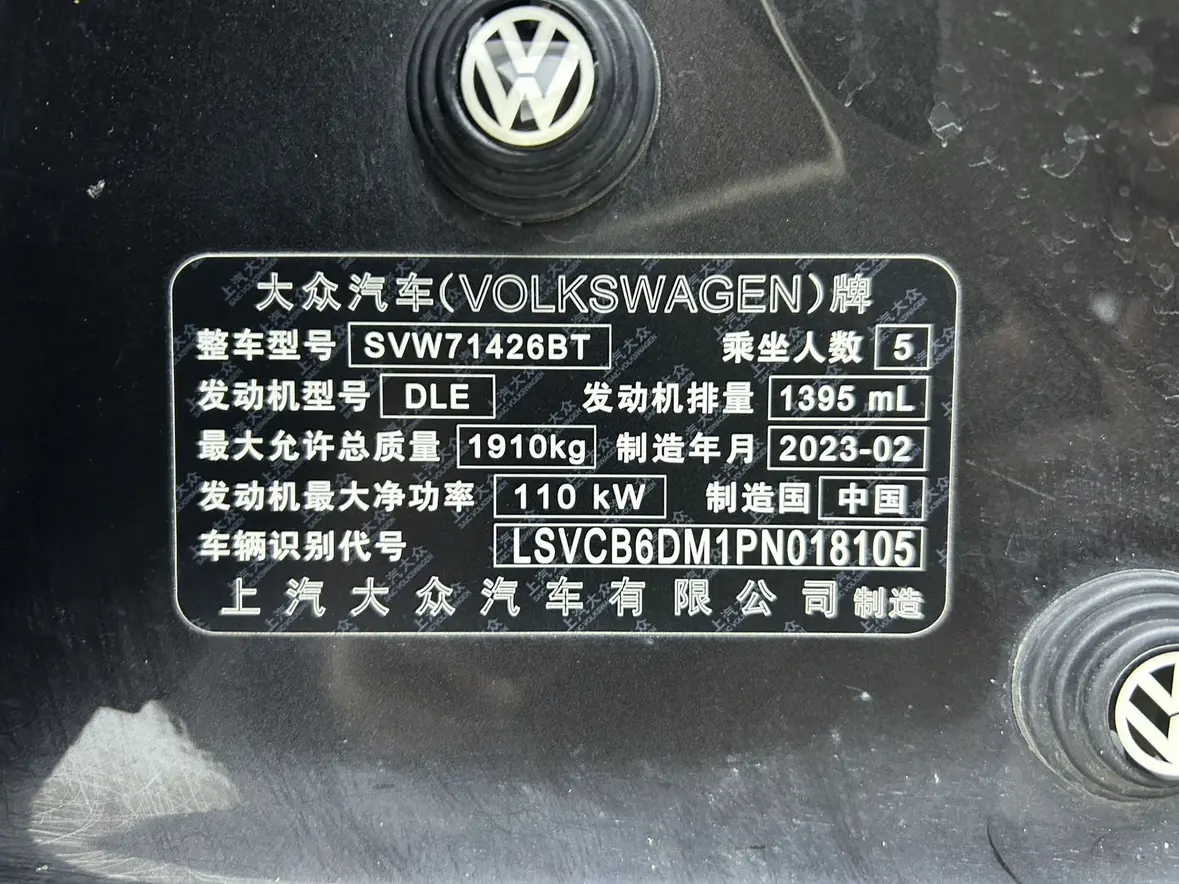 大众汽车(VOLKSWAGEN)牌
整车型号 SVW71426BT 乘坐人数 5
发动机型号 DLE 发动机排量 1395 mL
最大允许总质量 1910kg 制造年月 2023-02
发动机最大净功率 110 kW 制造国 中国
车辆识别代号 LSVCB6DM1PN018105
上汽大众汽车有限公司制造